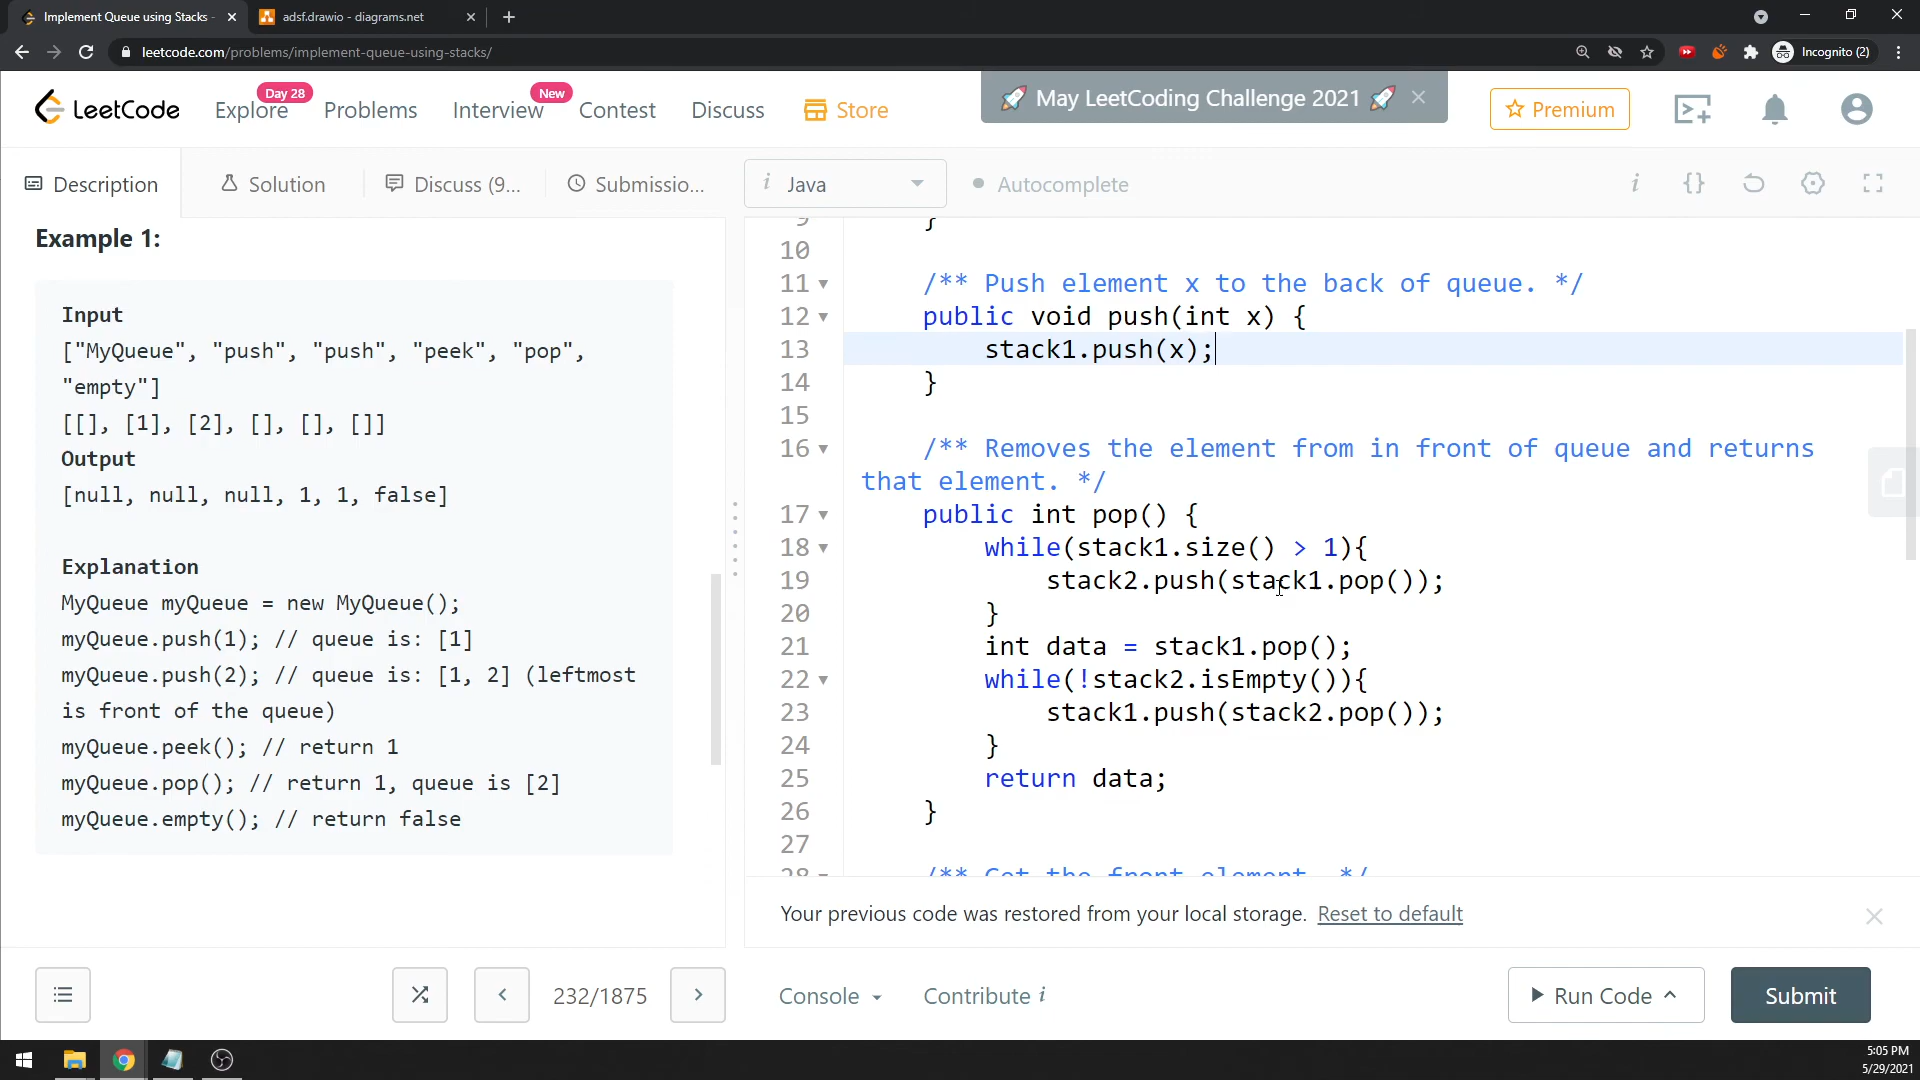 Implement Queue using Stacks -
adsf.drawio - diagrams.net
leetcode.com/problems/implement-queue-using-stacks/
Incognito (2)
LeetCode
Explore
Day 28
Problems
Interview
New
Contest
Discuss
Store
🚀 May LeetCoding Challenge 2021 🚀
Premium
Description
Solution
Discuss (9...
Submissio...
i Java
Autocomplete
Example 1:
Input
["MyQueue", "push", "push", "peek", "pop",
"empty"]
[[], [1], [2], [], [], []]
Output
[null, null, null, 1, 1, false]
Explanation
MyQueue myQueue = new MyQueue();
myQueue.push(1); // queue is: [1]
myQueue.push(2); // queue is: [1, 2] (leftmost
is front of the queue)
myQueue.peek(); // return 1
myQueue.pop(); // return 1, queue is [2]
myQueue.empty(); // return false
9 }
10
11 /** Push element x to the back of queue. */
12 public void push(int x) {
13 stack1.push(x);
14 }
15
16 /** Removes the element from in front of queue and returns
that element. */
17 public int pop() {
18 while(stack1.size() > 1){
19 stack2.push(stack1.pop());
20 }
21 int data = stack1.pop();
22 while(!stack2.isEmpty()){
23 stack1.push(stack2.pop());
24 }
25 return data;
26 }
27
28 /** Get the front element. */
Your previous code was restored from your local storage. Reset to default
232/1875
Console
Contribute i
Run Code
Submit
5:05 PM
5/29/2021